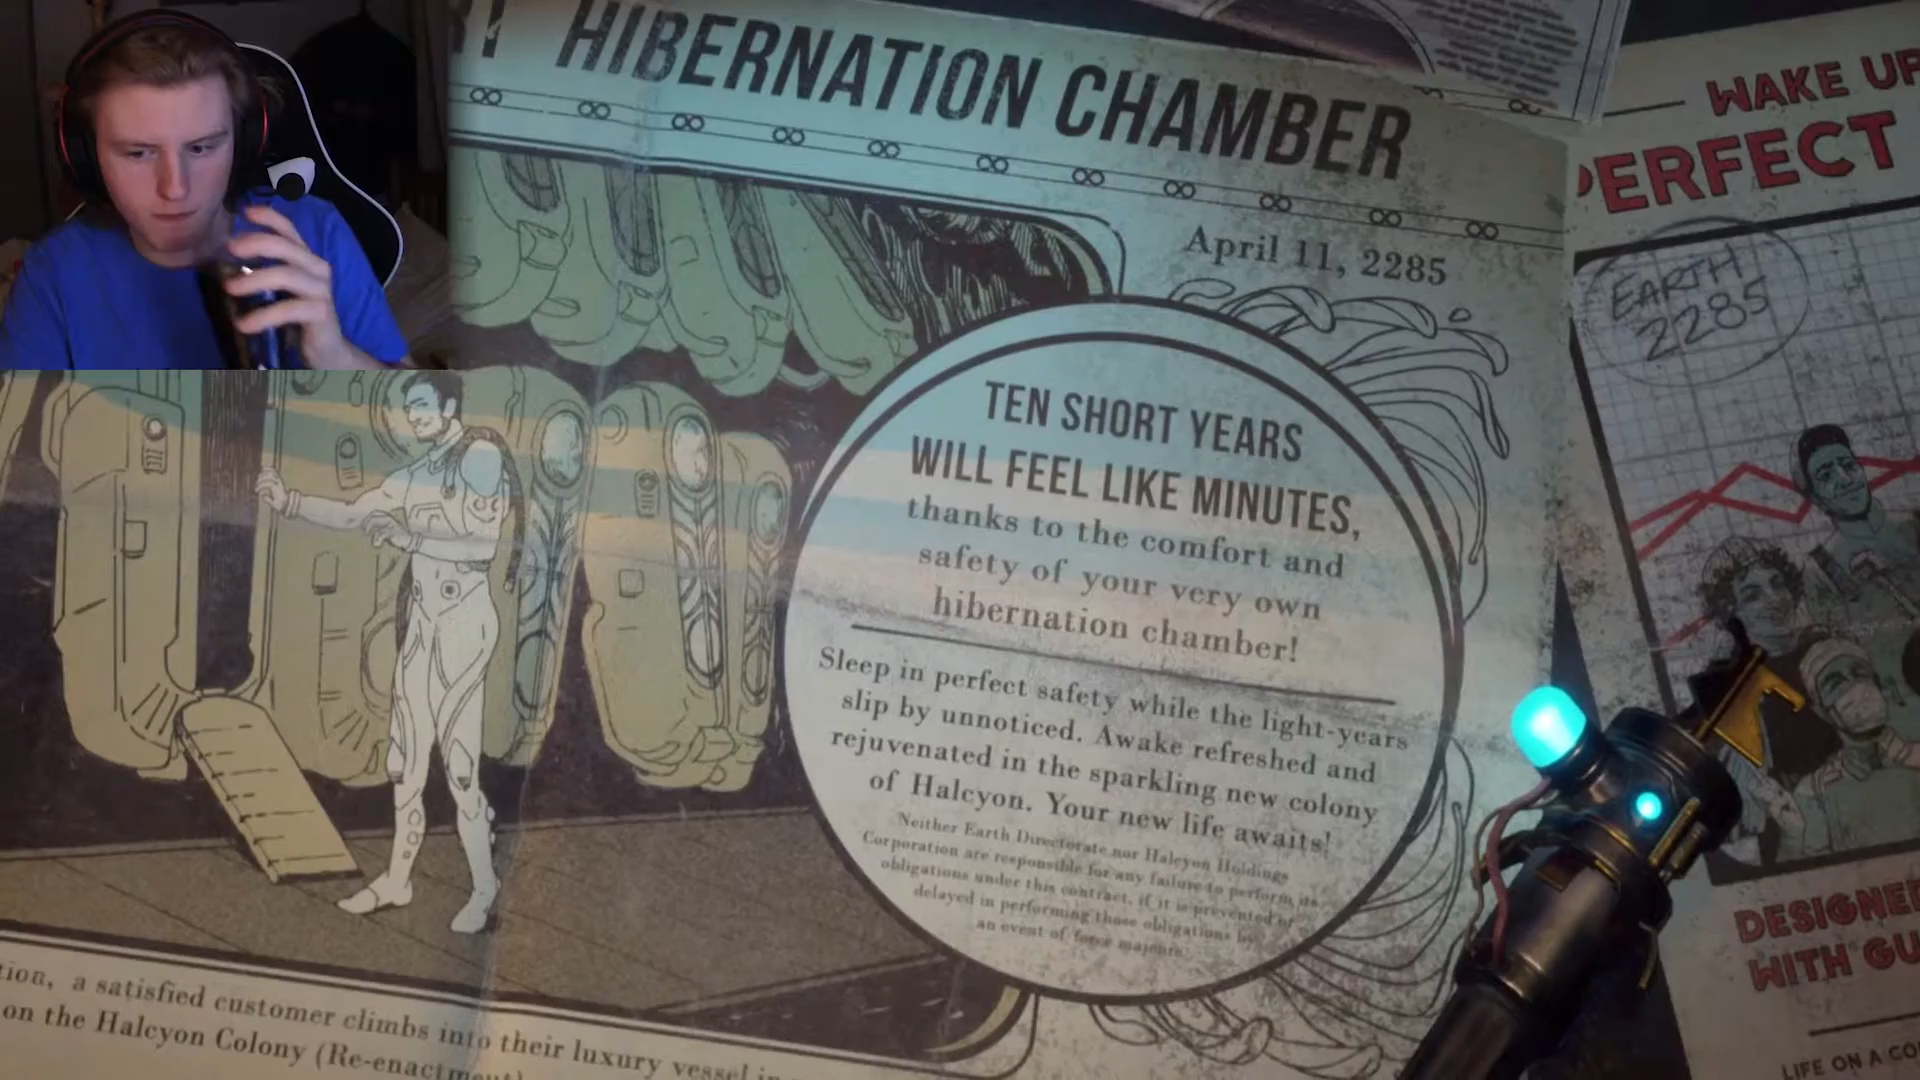 HIBERNATION CHAMBER
April 11, 2285
TEN SHORT YEARS
WILL FEEL LIKE MINUTES,
thanks to the comfort and
safety of your very own
hibernation chamber!
Sleep in perfect safety while the light-years
slip by unnoticed. Awake refreshed and
rejuvenated in the sparkling new colony
of Halcyon. Your new life awaits!
Neither Earth Directorate nor Halcyon Holdings
Corporation are responsible for any failure to perform its
obligations under this contract, if it is prevented or
delayed in performing those obligations by
an event of force majeure.
tion, a satisfied customer climbs into their luxury vessel
on the Halcyon Colony (Re-enactment)
WAKE UP
PERFECT
EARTH
2285
DESIGNE
WITH GU
LIFE ON A CO